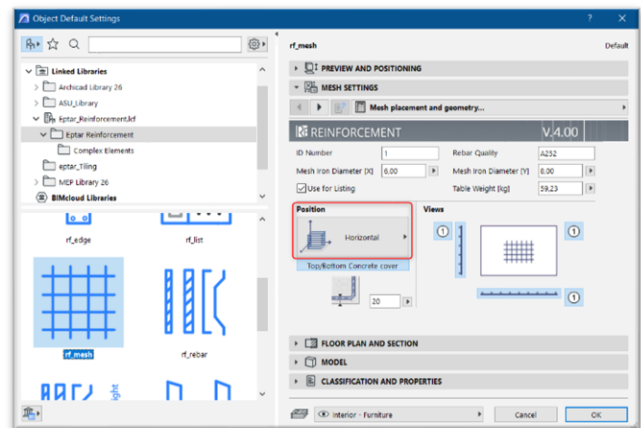 Object Default Settings
rf_mesh
Default
Linked Libraries
Archicad Library 26
ASU_Library
Eptar_Reinforcement.lcf
Eptar Reinforcement
Complex Elements
eptar_Tiling
MEP Library 26
BIMcloud Libraries
rf_edge
rf_list
rf_mesh
rf_rebar
PREVIEW AND POSITIONING
MESH SETTINGS
Mesh placement and geometry...
REINFORCEMENT V.4.00
ID Number 1 Rebar Quality A252
Mesh Iron Diameter [X] 6,00 Mesh Iron Diameter [Y] 8,00
Use for Listing Table Weight [kg] 59,23
Position Views
Horizontal
1
1
Top/Bottom Concrete cover
20
1
FLOOR PLAN AND SECTION
MODEL
CLASSIFICATION AND PROPERTIES
Interior - Furniture
Cancel
OK